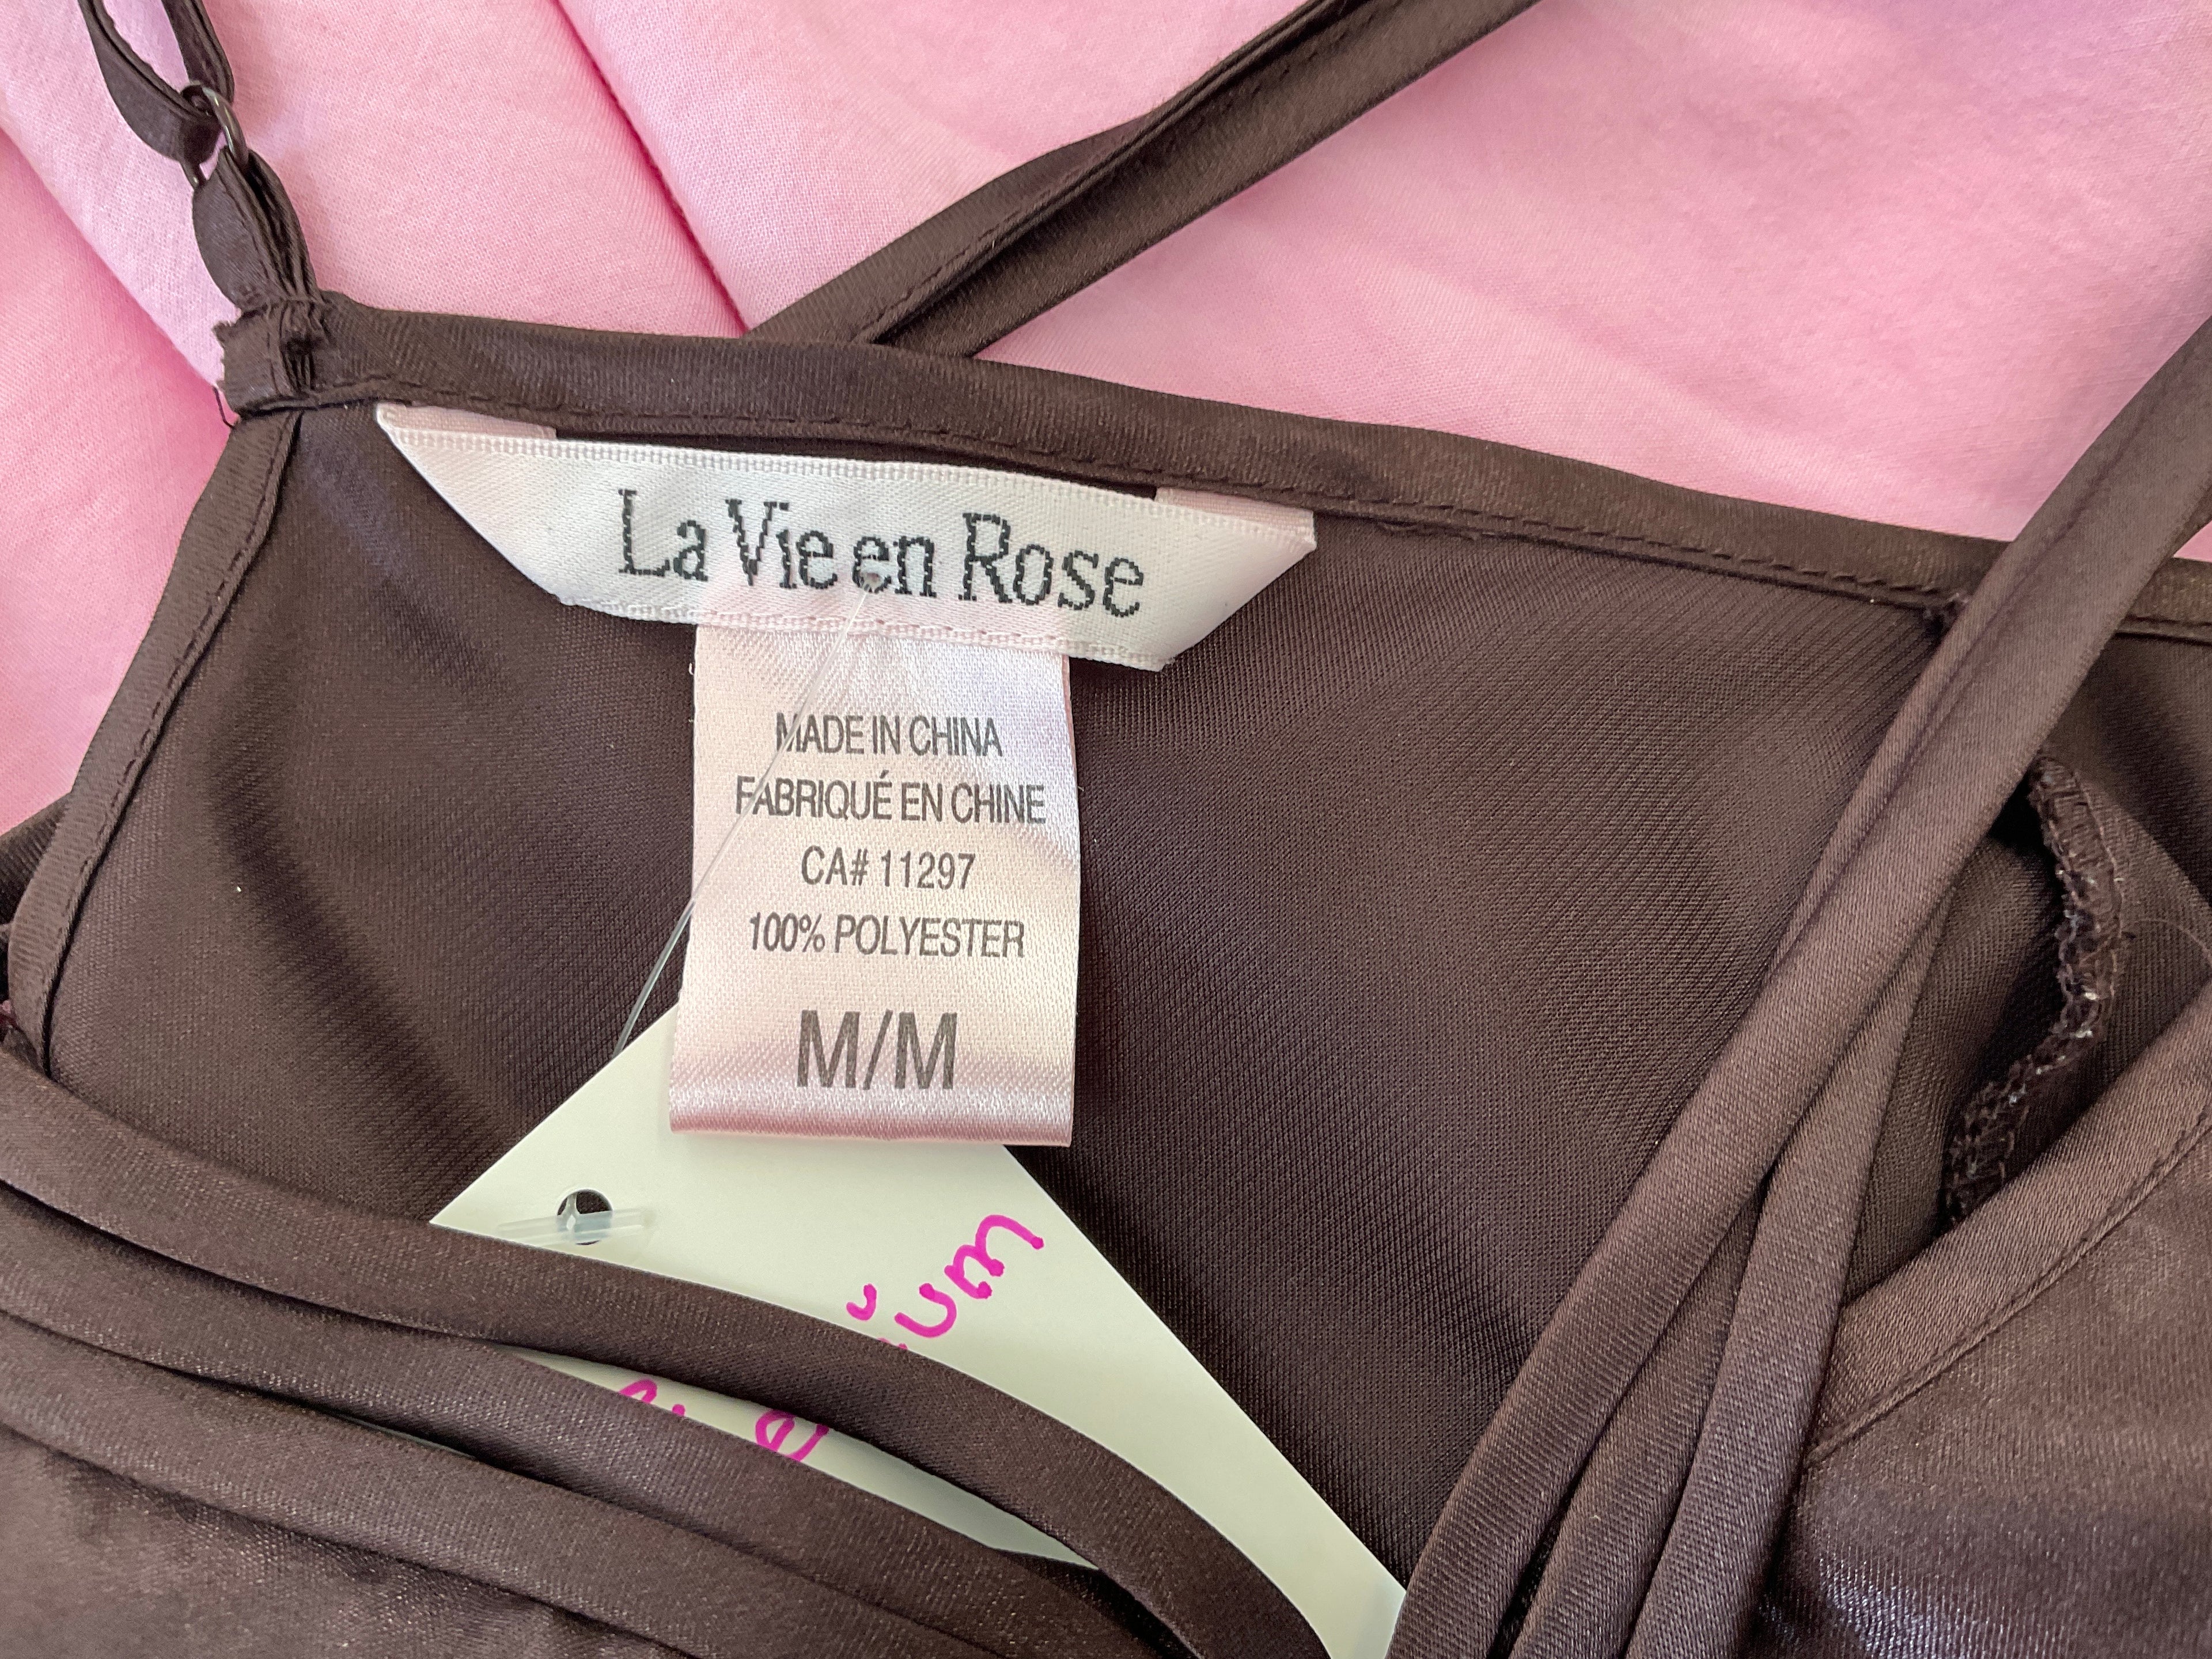 La Vie en Rose
MADE IN CHINA
FABRIQUÉ EN CHINE
CA# 11297
100% POLYESTER
M/M